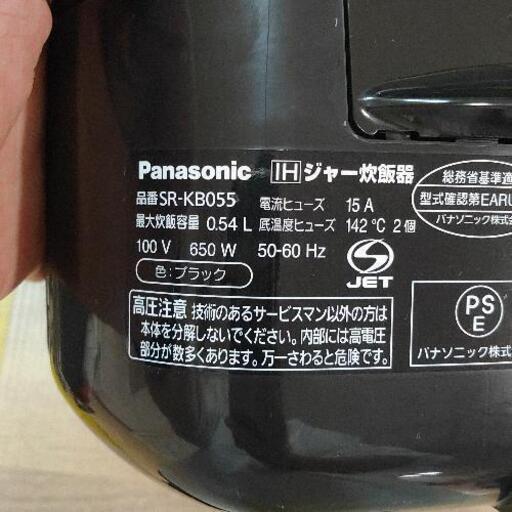 Panasonic IH ジャー炊飯器
品番 SR-KB055 電流ヒューズ 15 A
最大炊飯容量 0.54 L 底温度ヒューズ 142 ℃ 2 個
100 V 650 W 50-60 Hz
色:ブラック
S
JET
高圧注意 技術のあるサービスマン以外の方は
本体を分解しないでください。内部には高電圧
部分が数多くあります。万一さわると危険です。
総務省基準適
型式確認第EARU
パナソニック株式
PS
E
パナソニック株式